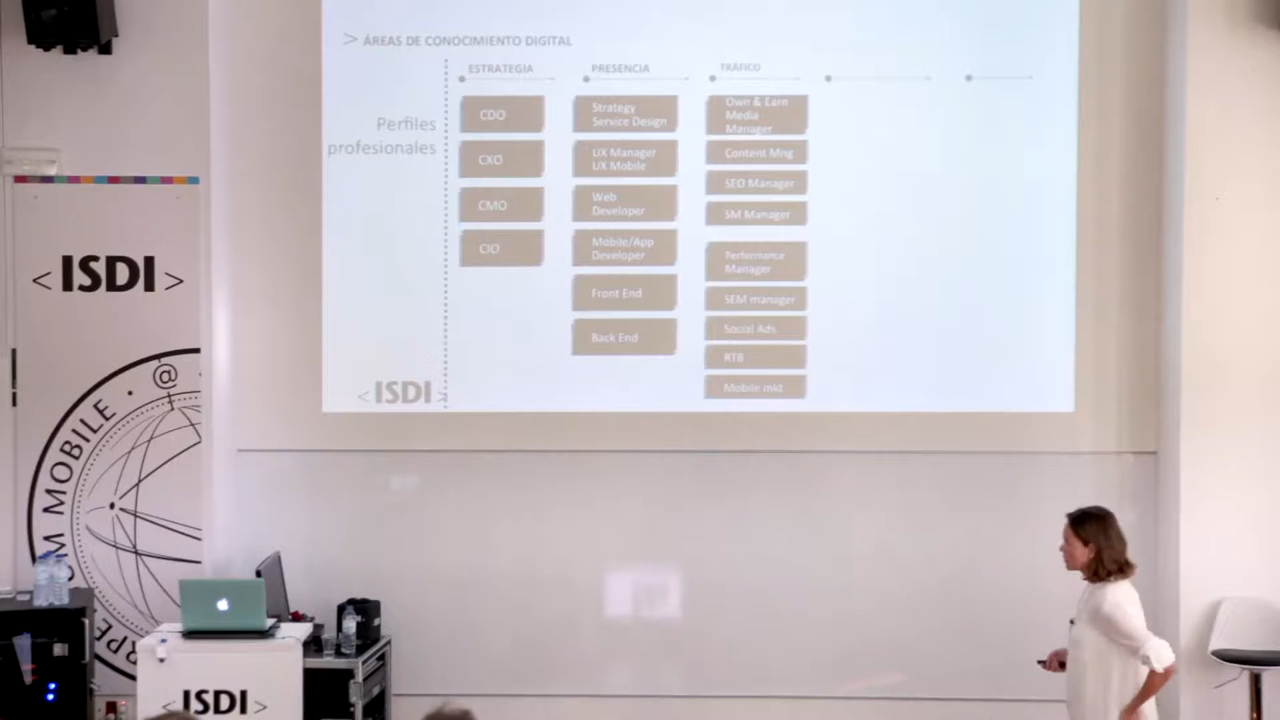 > ÁREAS DE CONOCIMIENTO DIGITAL
ESTRATEGIA
PRESENCIA
TRÁFICO
Perfiles
profesionales
CDO
CXO
CMO
CIO
Strategy
Service Design
UX Manager
UX Mobile
Web
Developer
Mobile/App
Developer
Front End
Back End
Own & Earn
Media
Manager
Content Mng
SEO Manager
SM Manager
Performance
Manager
SEM manager
Social Ads.
RTB
Mobile mkt
<ISDI>
<ISDI>
MOBILE · @
<ISDI>